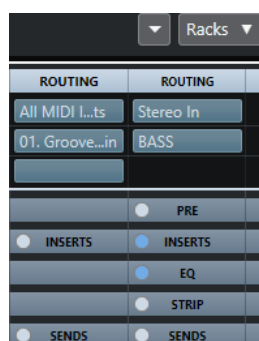 Racks
ROUTING ROUTING
All MIDI I...ts Stereo In
01. Groove...in BASS
PRE
INSERTS INSERTS
EQ
STRIP
SENDS SENDS